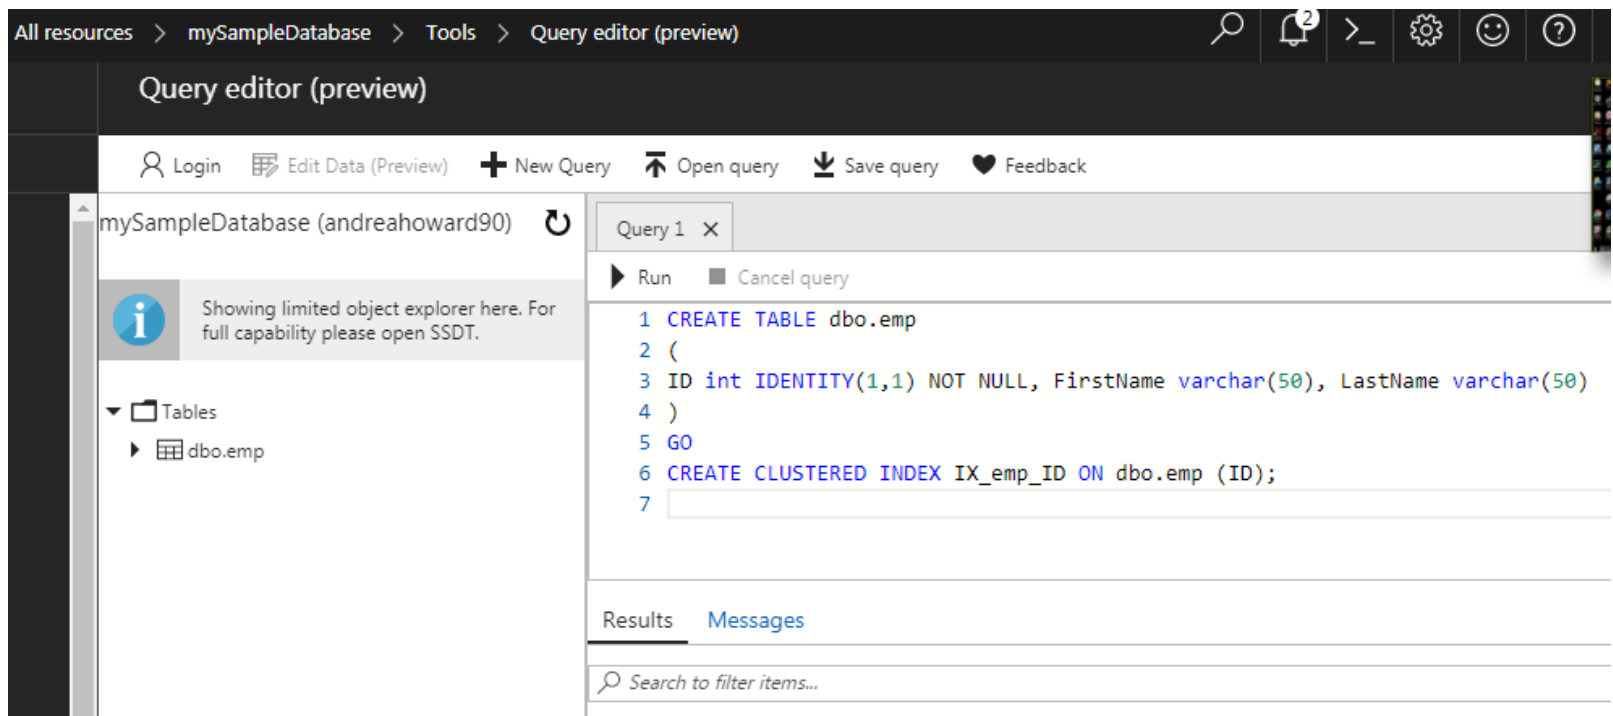 All resources > mySampleDatabase > Tools > Query editor (preview)
2
Query editor (preview)
Login Edit Data (Preview) New Query Open query Save query Feedback
mySampleDatabase (andreahoward90)
Showing limited object explorer here. For
full capability please open SSDT.
Tables
dbo.emp
Query 1
Run Cancel query
1 CREATE TABLE dbo.emp
2 (
3 ID int IDENTITY(1,1) NOT NULL, FirstName varchar(50), LastName varchar(50)
4 )
5 GO
6 CREATE CLUSTERED INDEX IX_emp_ID ON dbo.emp (ID);
7
Results Messages
Search to filter items...